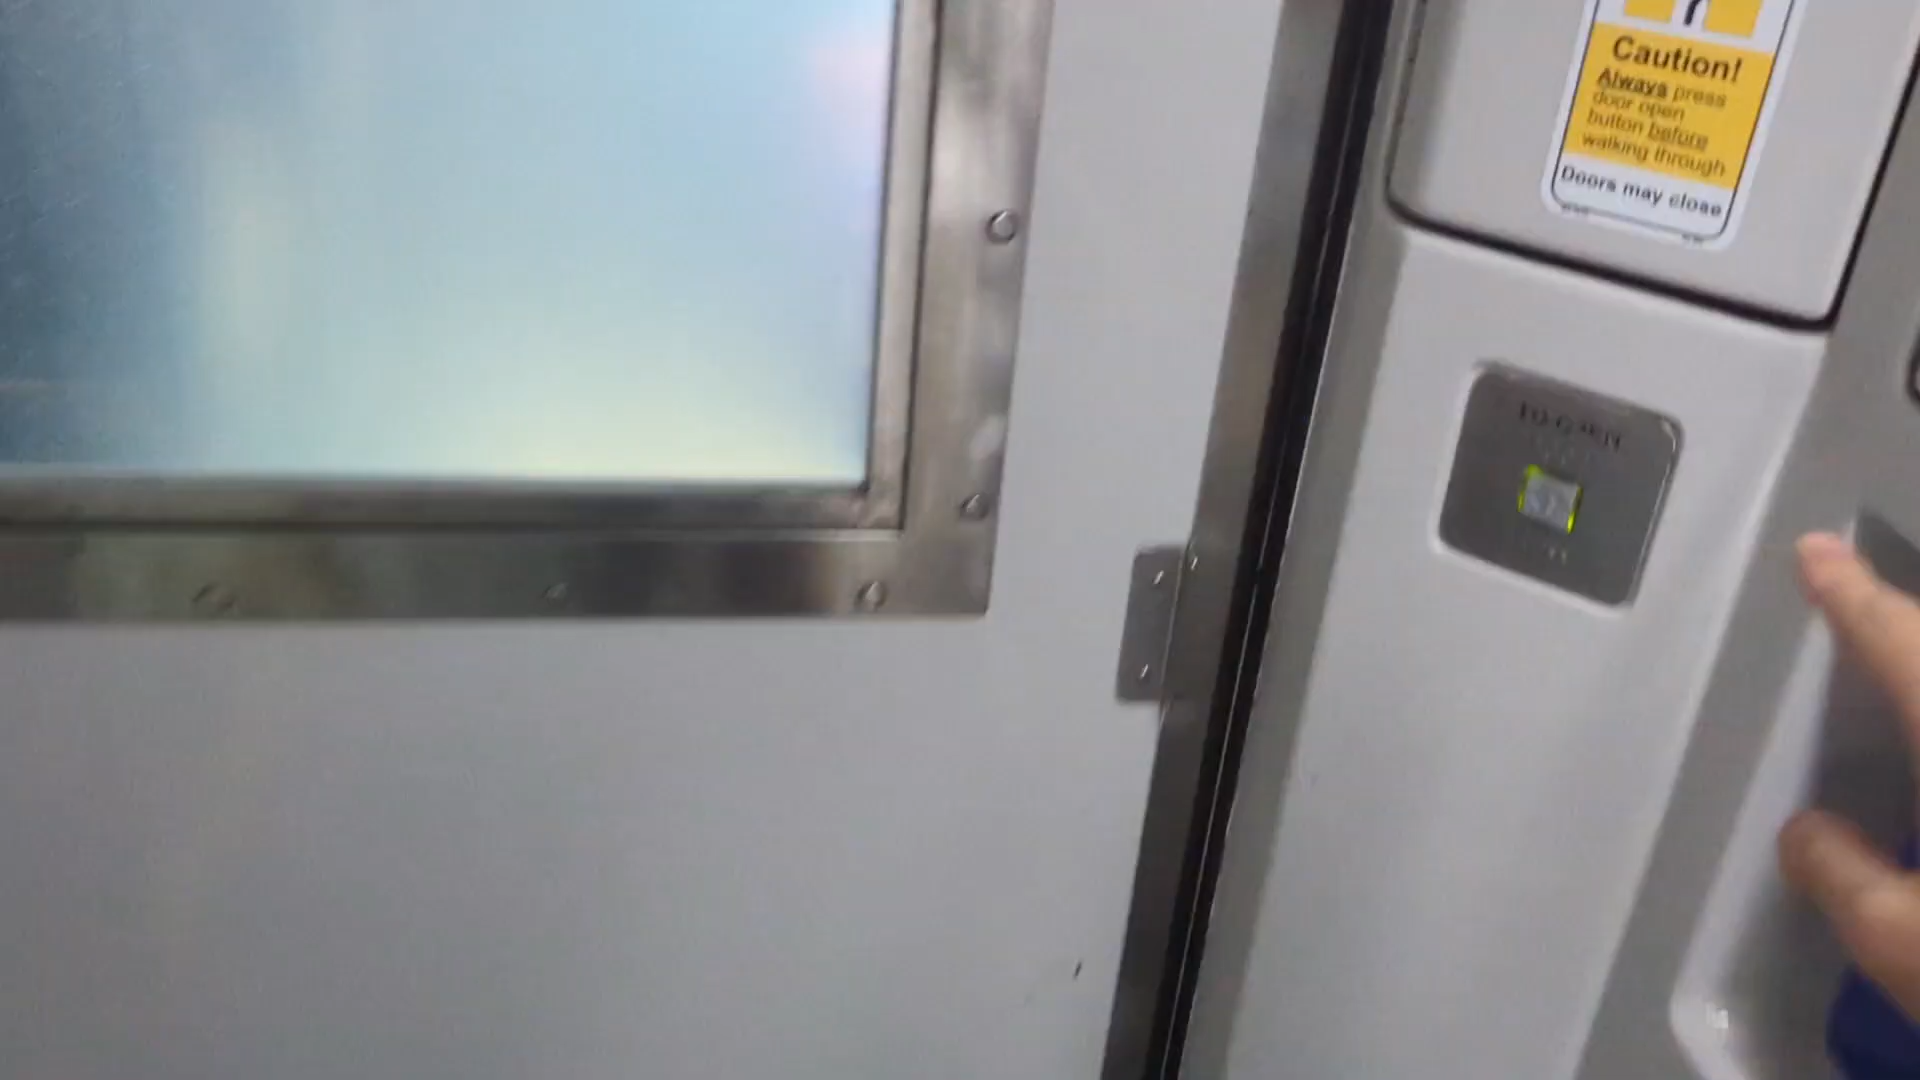 Caution!
Always press
door open
button before
walking through
Doors may close
TO OPEN